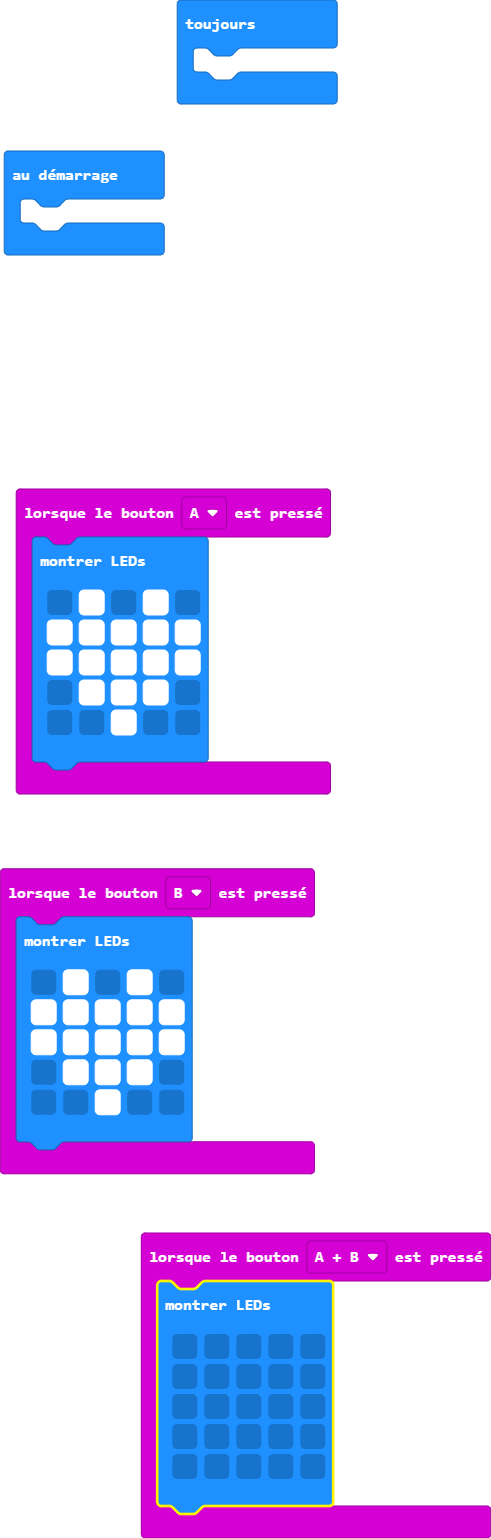 toujours
au démarrage
lorsque le bouton A est pressé
montrer LEDs
lorsque le bouton B est pressé
montrer LEDs
lorsque le bouton A + B est pressé
montrer LEDs